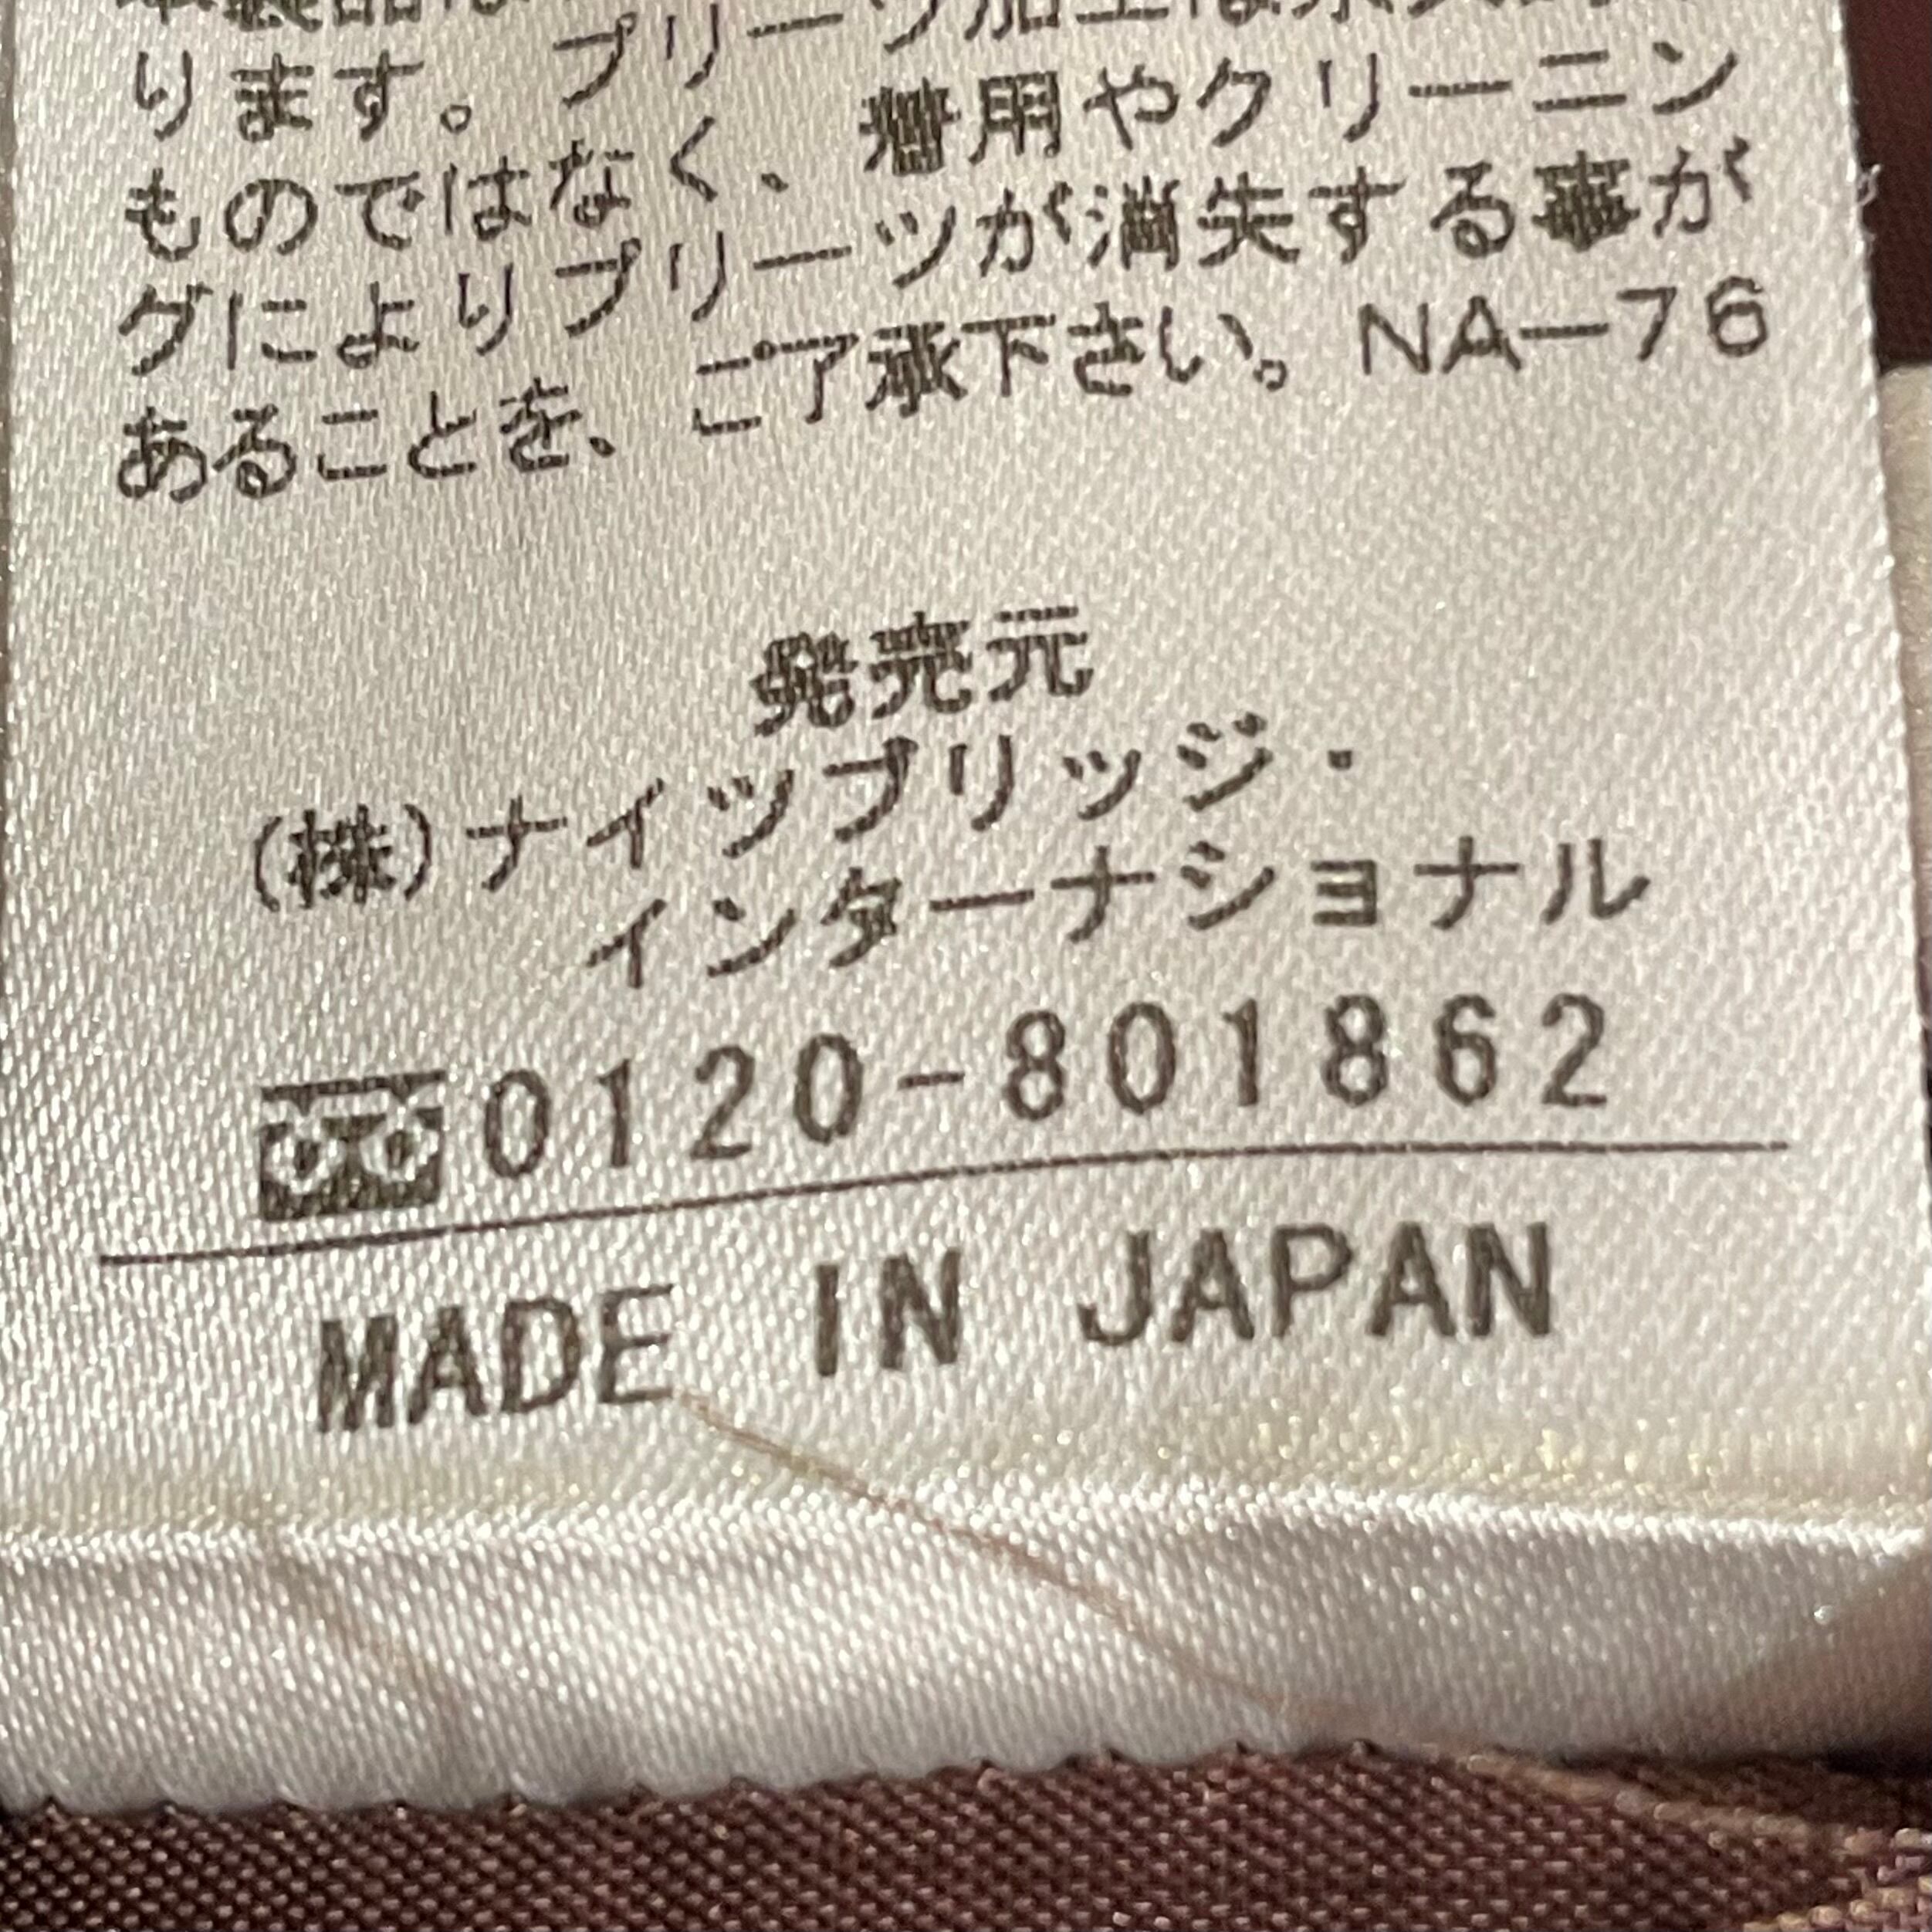 ります。プリーツ加工は
ものではなく、着用やクリーニン
グによりプリーツが消失する事が
あることを、ご了承下さい。NA－76
発売元
(株)ナイツブリッジ・
インターナショナル
0120-801862
MADE IN JAPAN